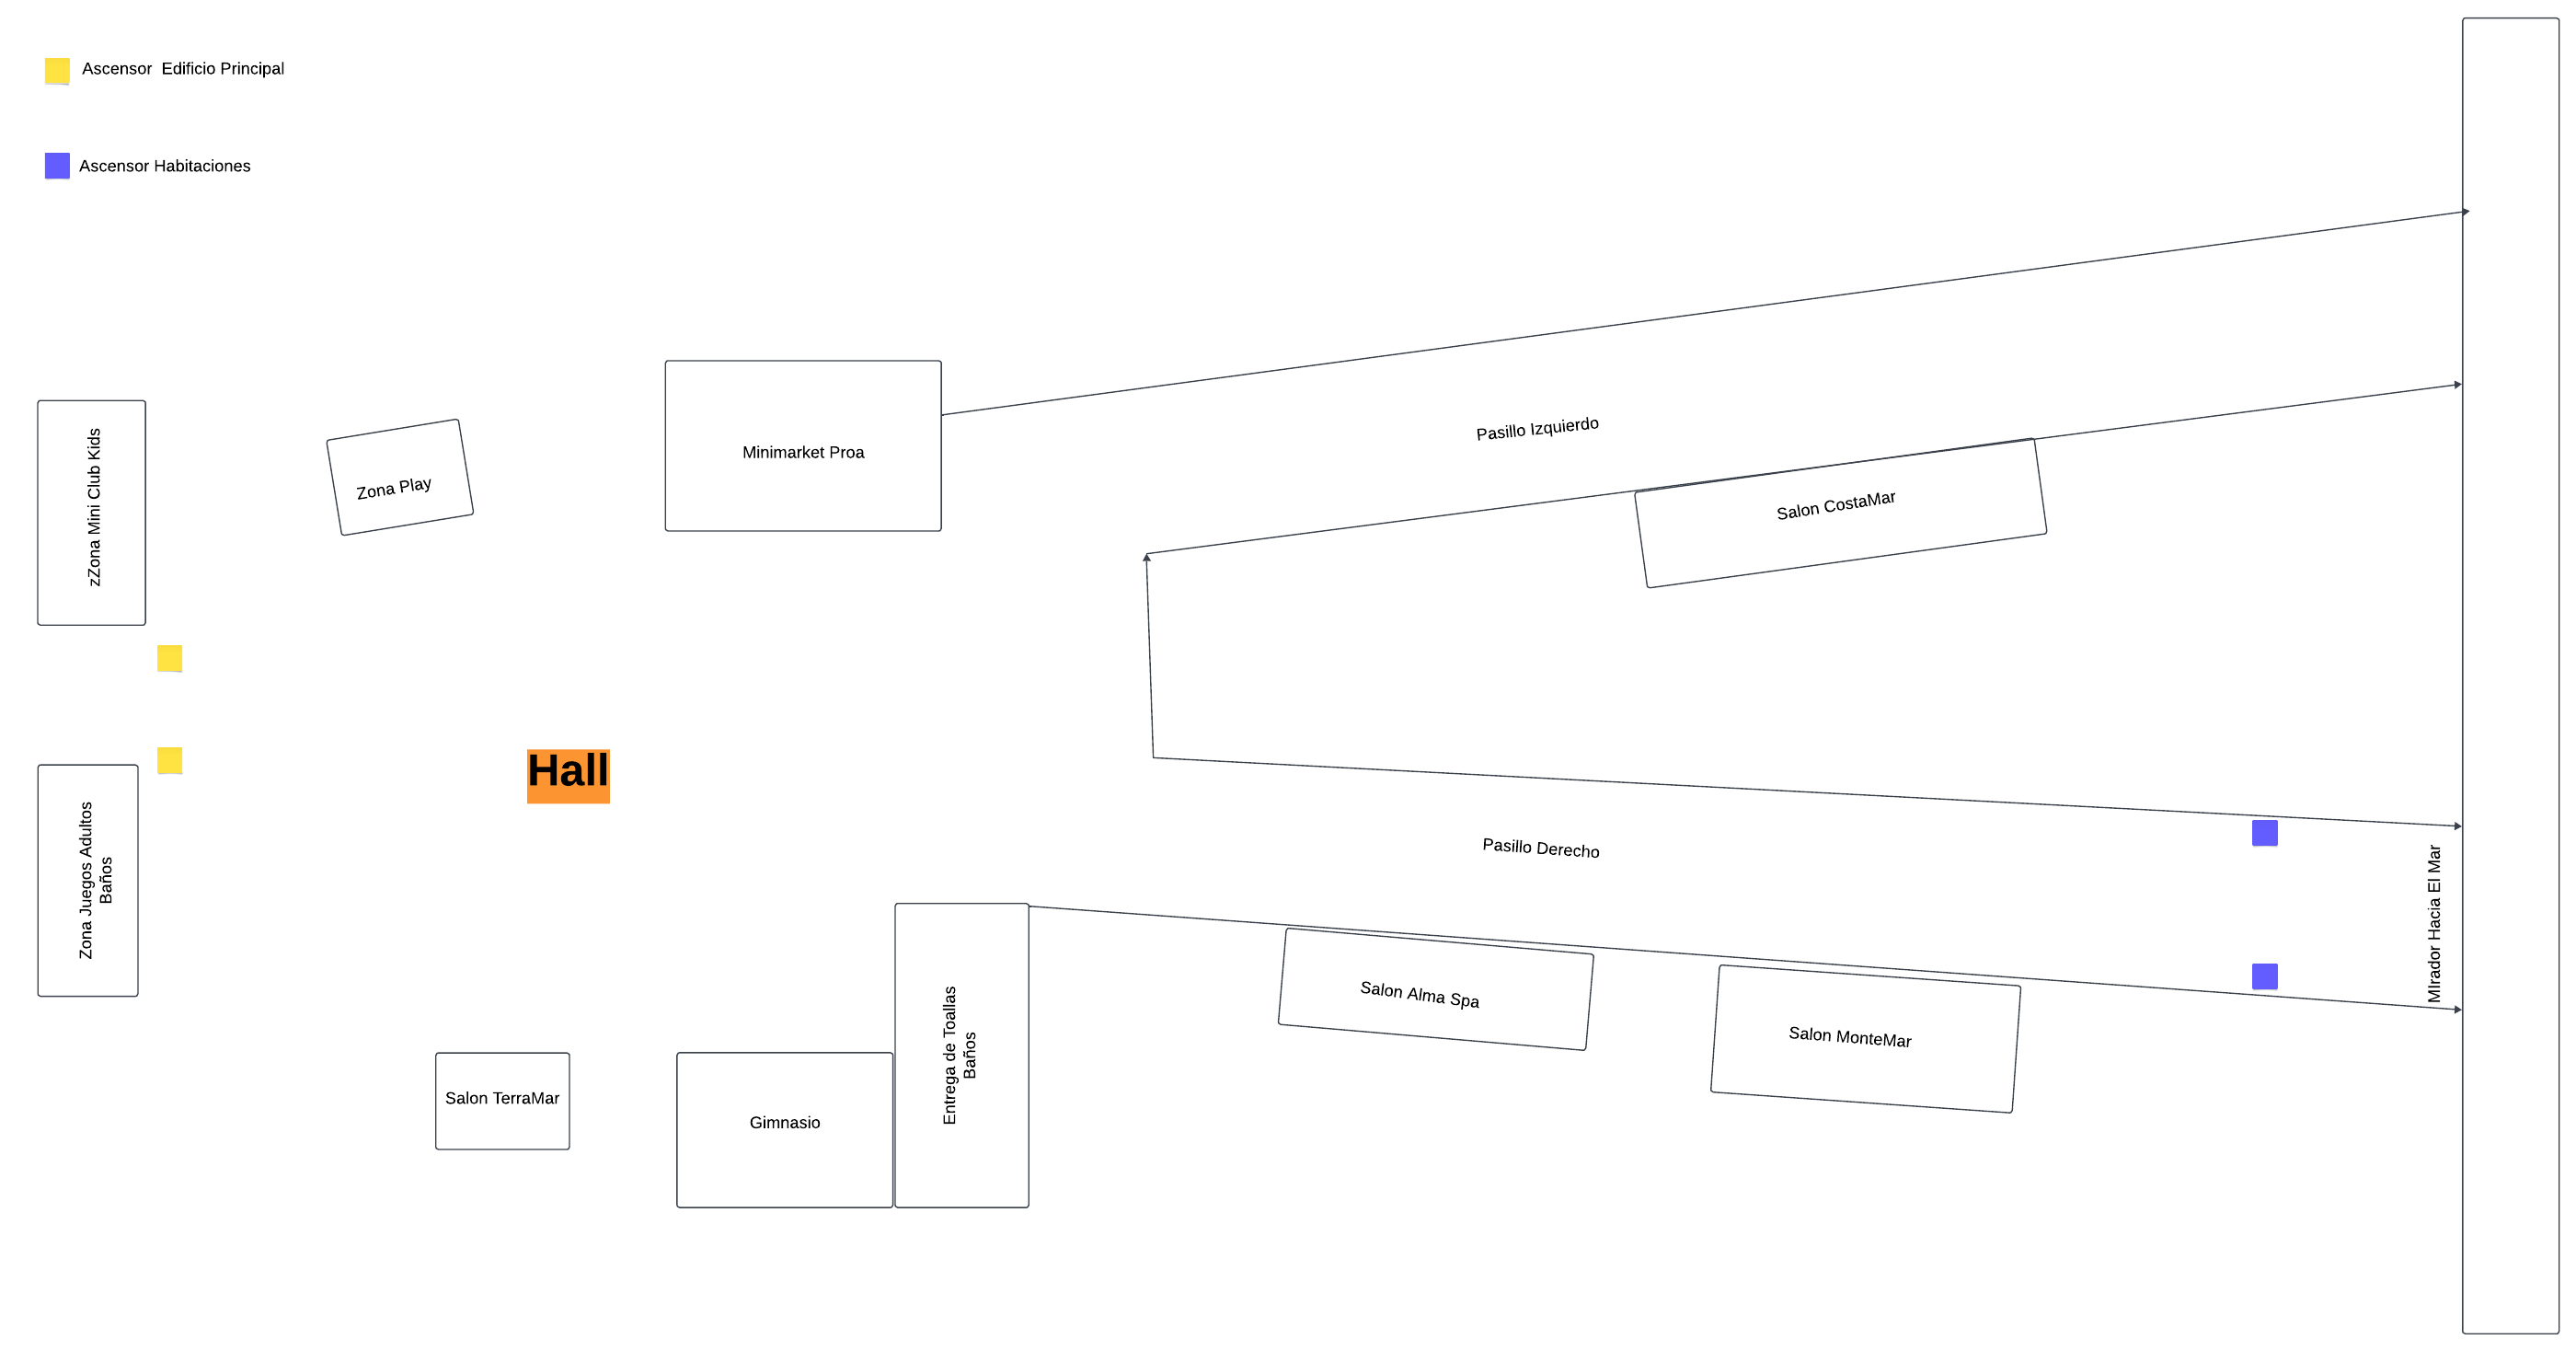 Ascensor  Edificio Principal
Ascensor Habitaciones
Pasillo Izquierdo
Minimarket Proa
Zona Play
zZona Mini Club Kids
Salon CostaMar
Hall
Zona Juegos Adultos
Baños
Pasillo Derecho
MIrador Hacia El Mar
Entrega de Toallas
Baños
Salon Alma Spa
Salon MonteMar
Salon TerraMar
Gimnasio